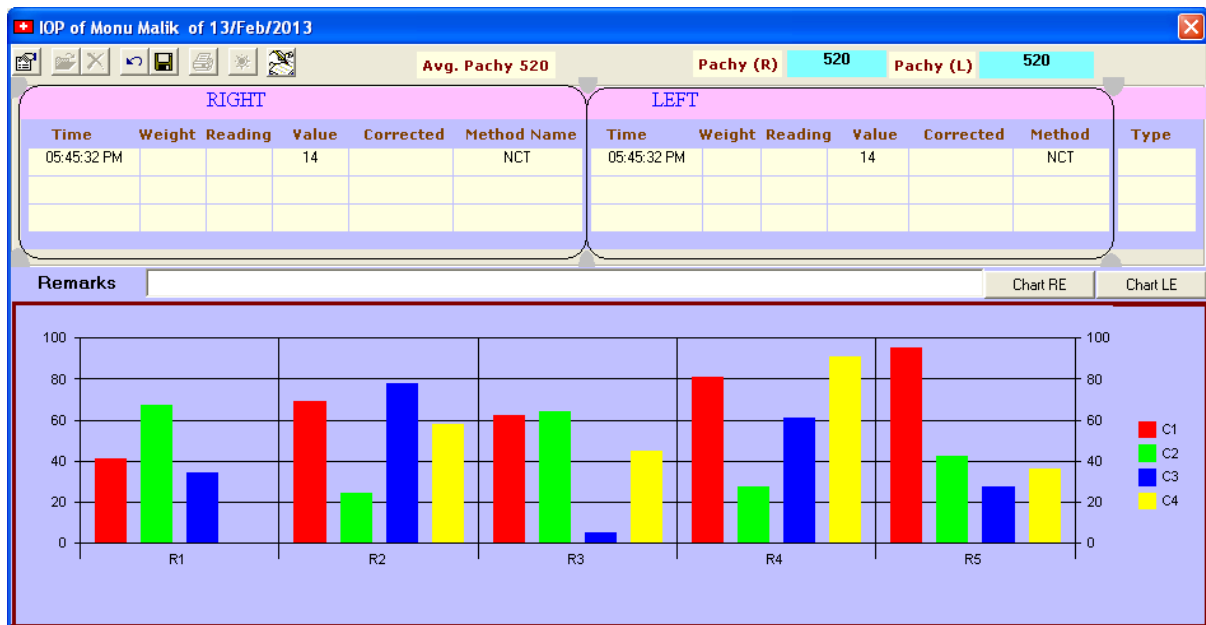 IOP of Monu Malik of 13/Feb/2013
Avg. Pachy 520 Pachy (R) 520 Pachy (L) 520
RIGHT LEFT
Time Weight Reading Value Corrected Method Name Time Weight Reading Value Corrected Method Type
05:45:32 PM 14 NCT 05:45:32 PM 14 NCT
Remarks Chart RE Chart LE
100 100
80 80
60 60
C1
C2
40 40
C3
20 20
C4
0 0
R1 R2 R3 R4 R5